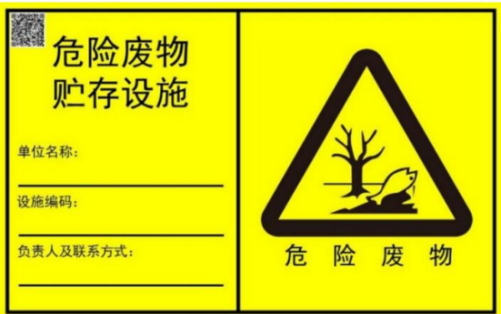 危险废物
贮存设施
单位名称：
设施编码：
负责人及联系方式：
危险废物